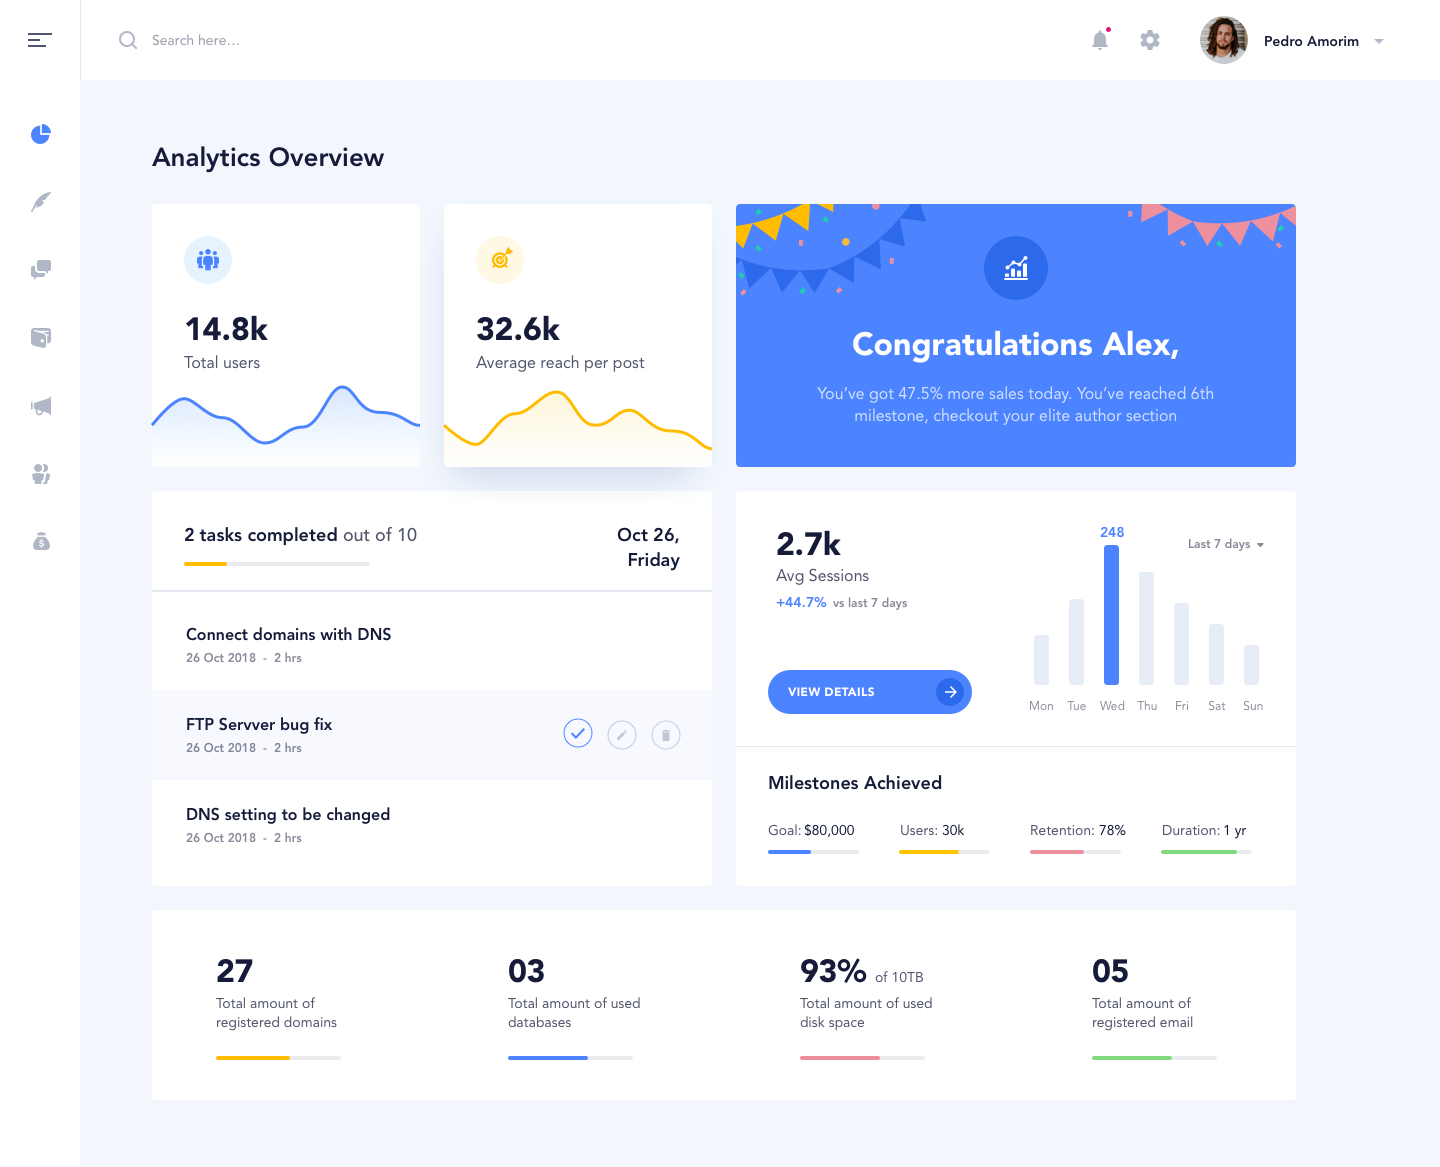 Search here...
Pedro Amorim
Analytics Overview
14.8k
Total users
32.6k
Average reach per post
Congratulations Alex,
You've got 47.5% more sales today. You've reached 6th
milestone, checkout your elite author section
2 tasks completed out of 10
Oct 26,
Friday
Connect domains with DNS
26 Oct 2018 - 2 hrs
FTP Servver bug fix
26 Oct 2018 - 2 hrs
DNS setting to be changed
26 Oct 2018 - 2 hrs
2.7k
Avg Sessions
+44.7% vs last 7 days
VIEW DETAILS
248
Last 7 days
Mon Tue Wed Thu Fri Sat Sun
Milestones Achieved
Goal: $80,000
Users: 30k
Retention: 78%
Duration: 1 yr
27
Total amount of
registered domains
03
Total amount of used
databases
93% of 10TB
Total amount of used
disk space
05
Total amount of
registered email